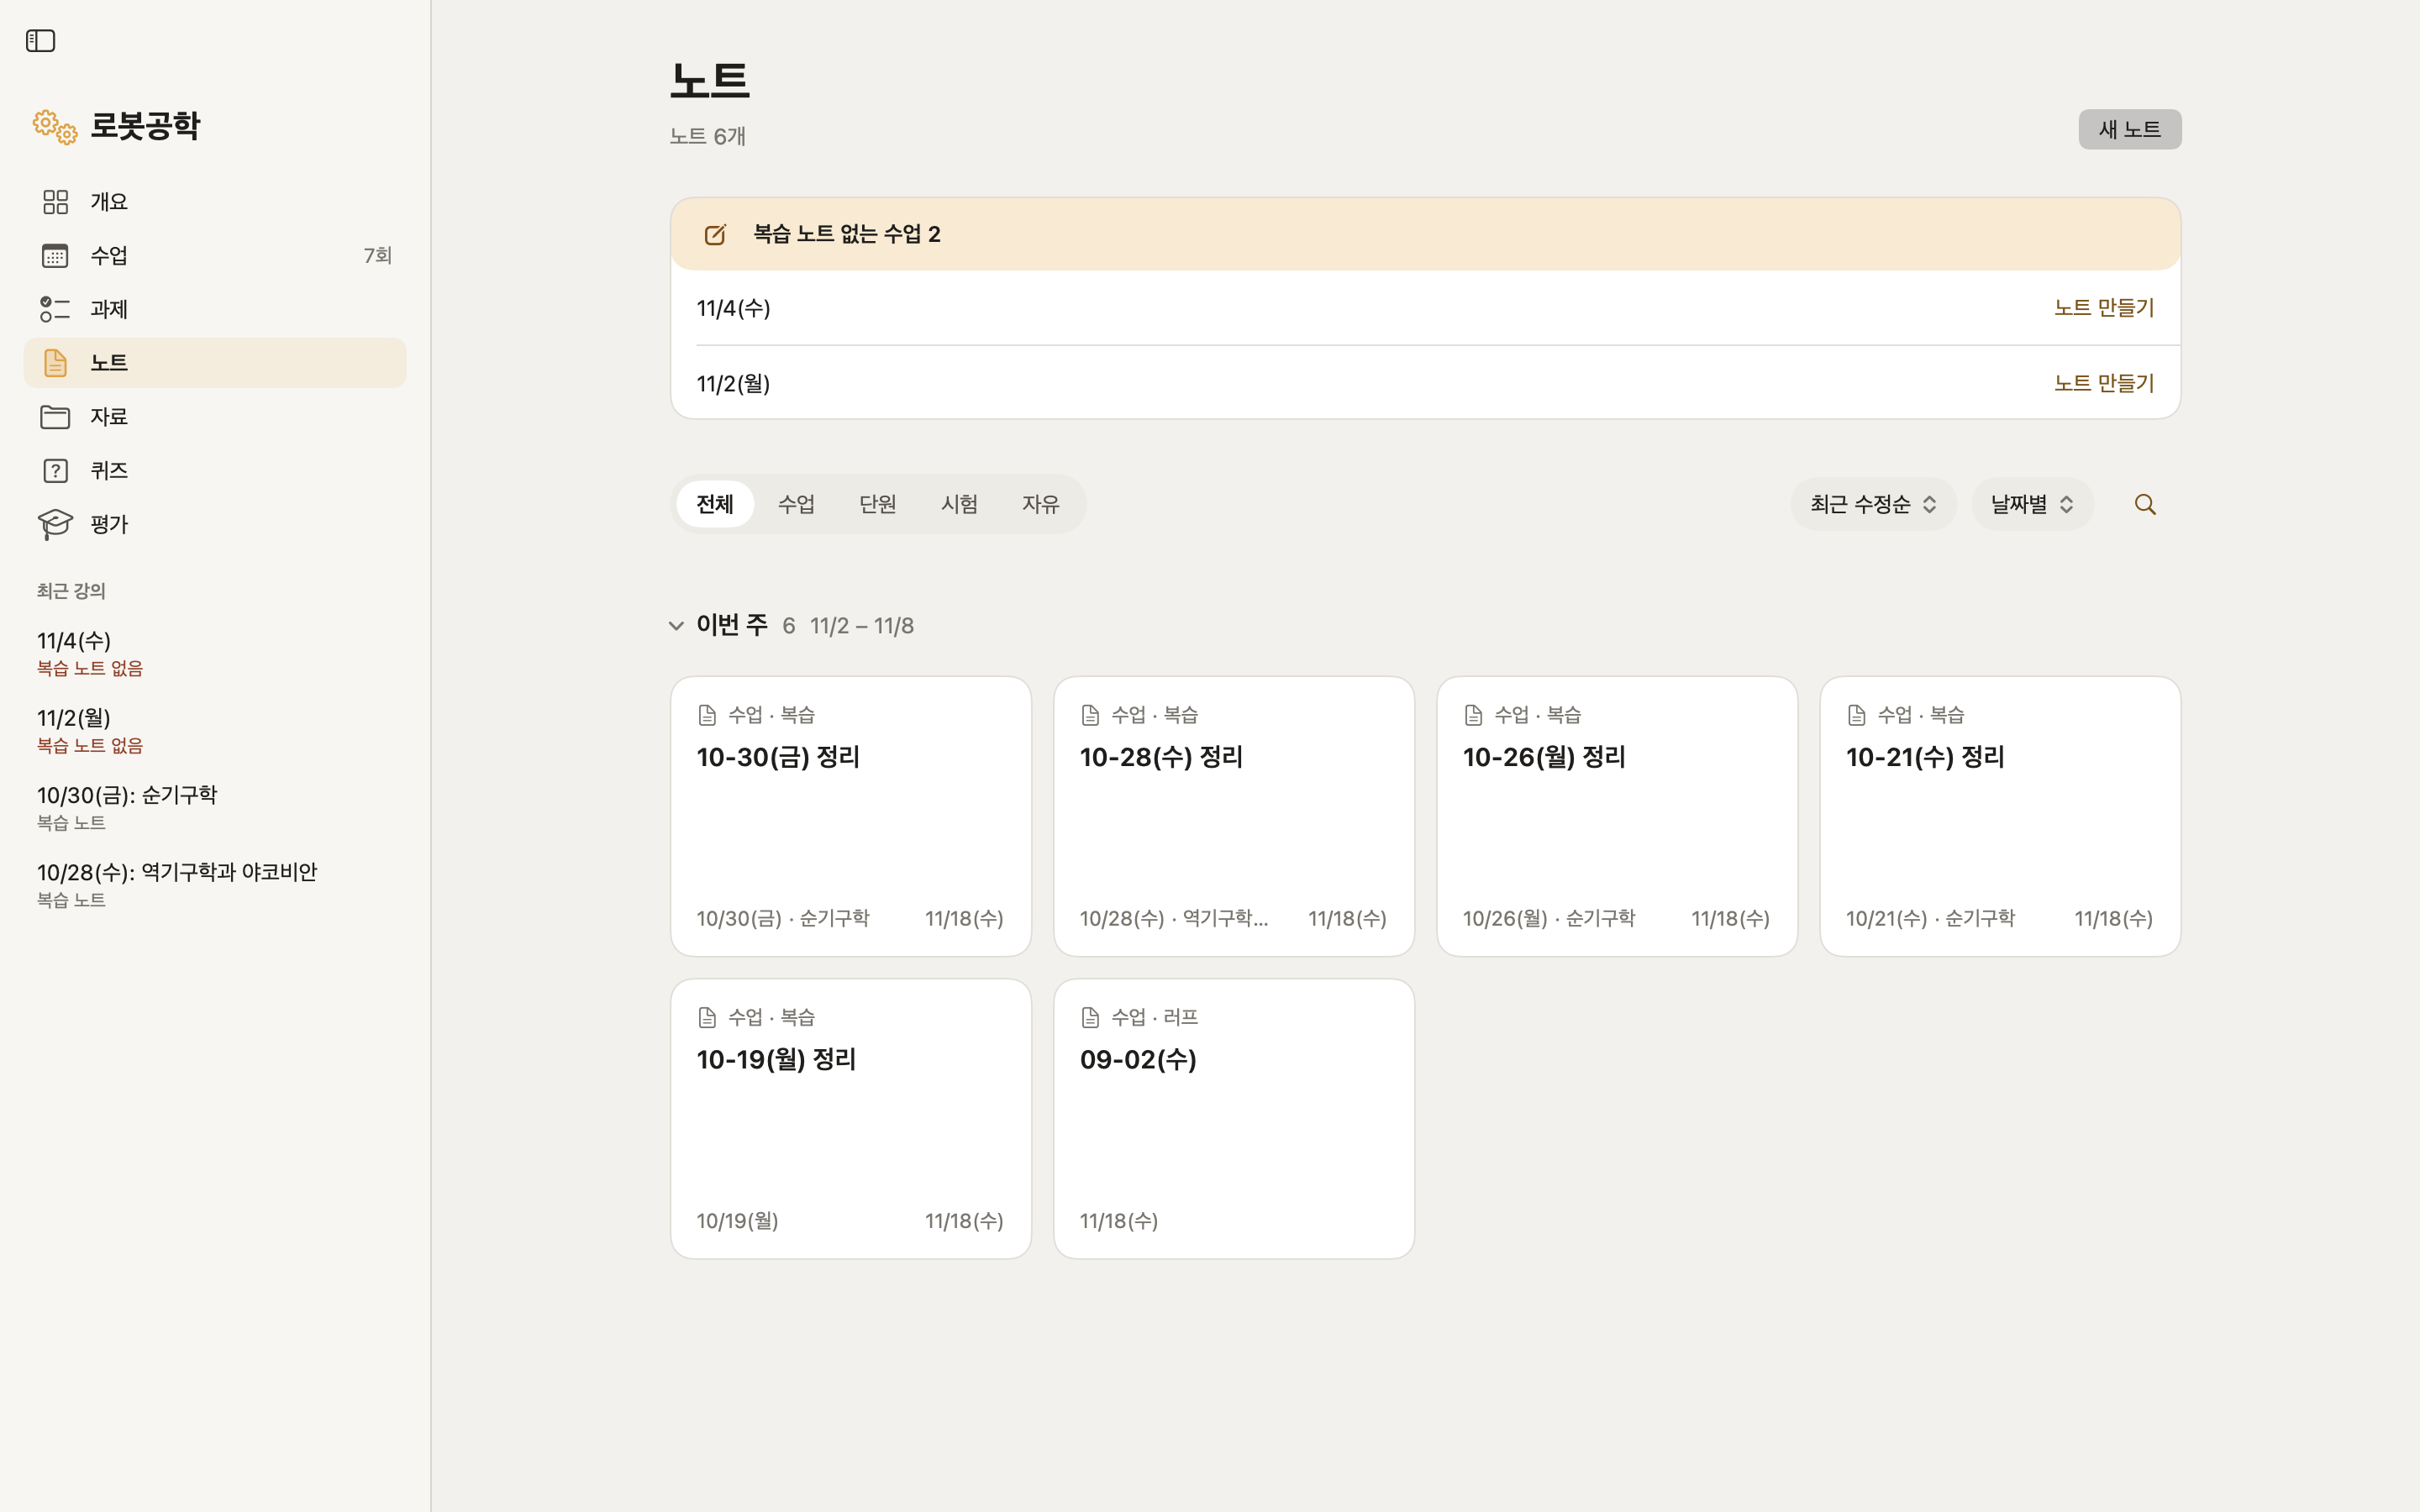 로봇공학
개요
수업 7회
과제
노트
자료
퀴즈
평가
최근 강의
11/4(수)
복습 노트 없음
11/2(월)
복습 노트 없음
10/30(금): 순기구학
복습 노트
10/28(수): 역기구학과 야코비안
복습 노트
노트
노트 6개
새 노트
복습 노트 없는 수업 2
11/4(수) 노트 만들기
11/2(월) 노트 만들기
전체 수업 단원 시험 자유 최근 수정순 날짜별
이번 주 6 11/2 – 11/8
수업 · 복습
10-30(금) 정리
10/30(금) · 순기구학 11/18(수)
수업 · 복습
10-28(수) 정리
10/28(수) · 역기구학... 11/18(수)
수업 · 복습
10-26(월) 정리
10/26(월) · 순기구학 11/18(수)
수업 · 복습
10-21(수) 정리
10/21(수) · 순기구학 11/18(수)
수업 · 복습
10-19(월) 정리
10/19(월) 11/18(수)
수업 · 러프
09-02(수)
11/18(수)